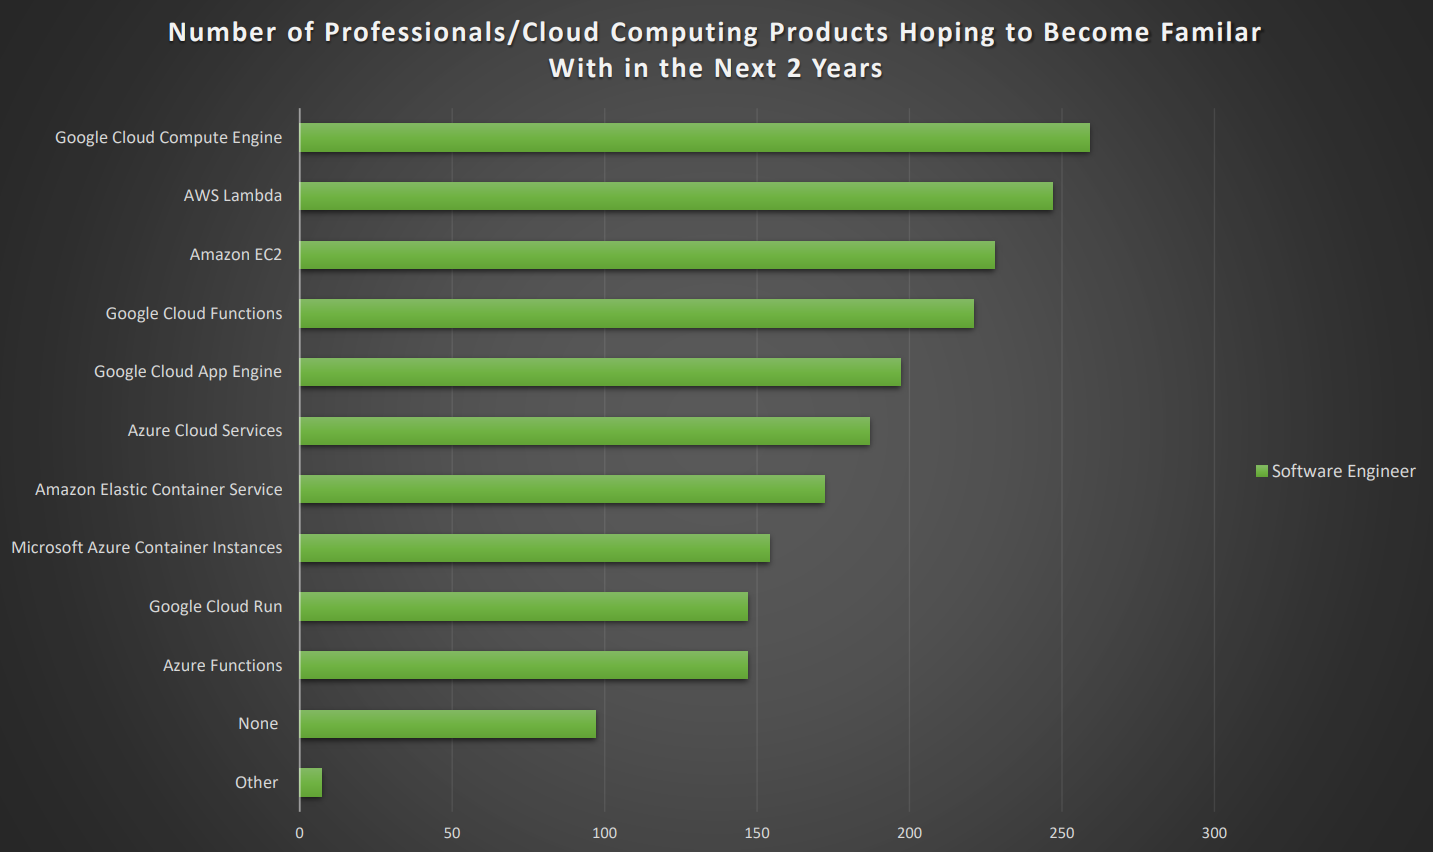 Number of Professionals/Cloud Computing Products Hoping to Become Familar
With in the Next 2 Years
Google Cloud Compute Engine
AWS Lambda
Amazon EC2
Google Cloud Functions
Google Cloud App Engine
Azure Cloud Services
Amazon Elastic Container Service
Microsoft Azure Container Instances
Google Cloud Run
Azure Functions
None
Other
0 50 100 150 200 250 300
Software Engineer